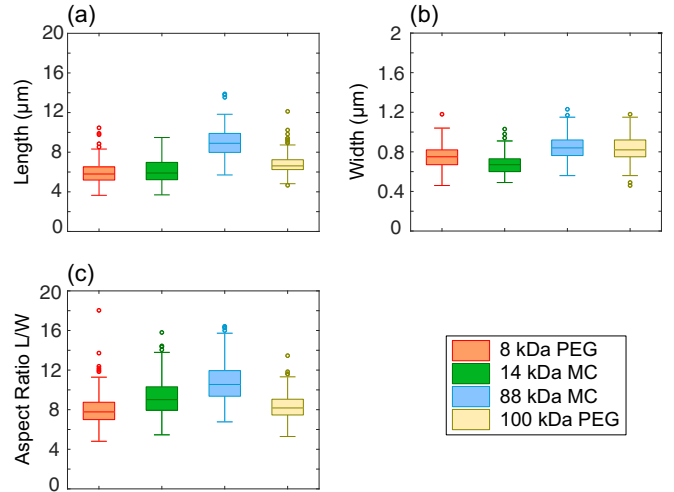 (a)
Length (μm)
20
16
12
8
4
0
(b)
Width (μm)
2
1.6
1.2
0.8
0.4
0
(c)
Aspect Ratio L/W
20
16
12
8
4
0
8 kDa PEG
14 kDa MC
88 kDa MC
100 kDa PEG